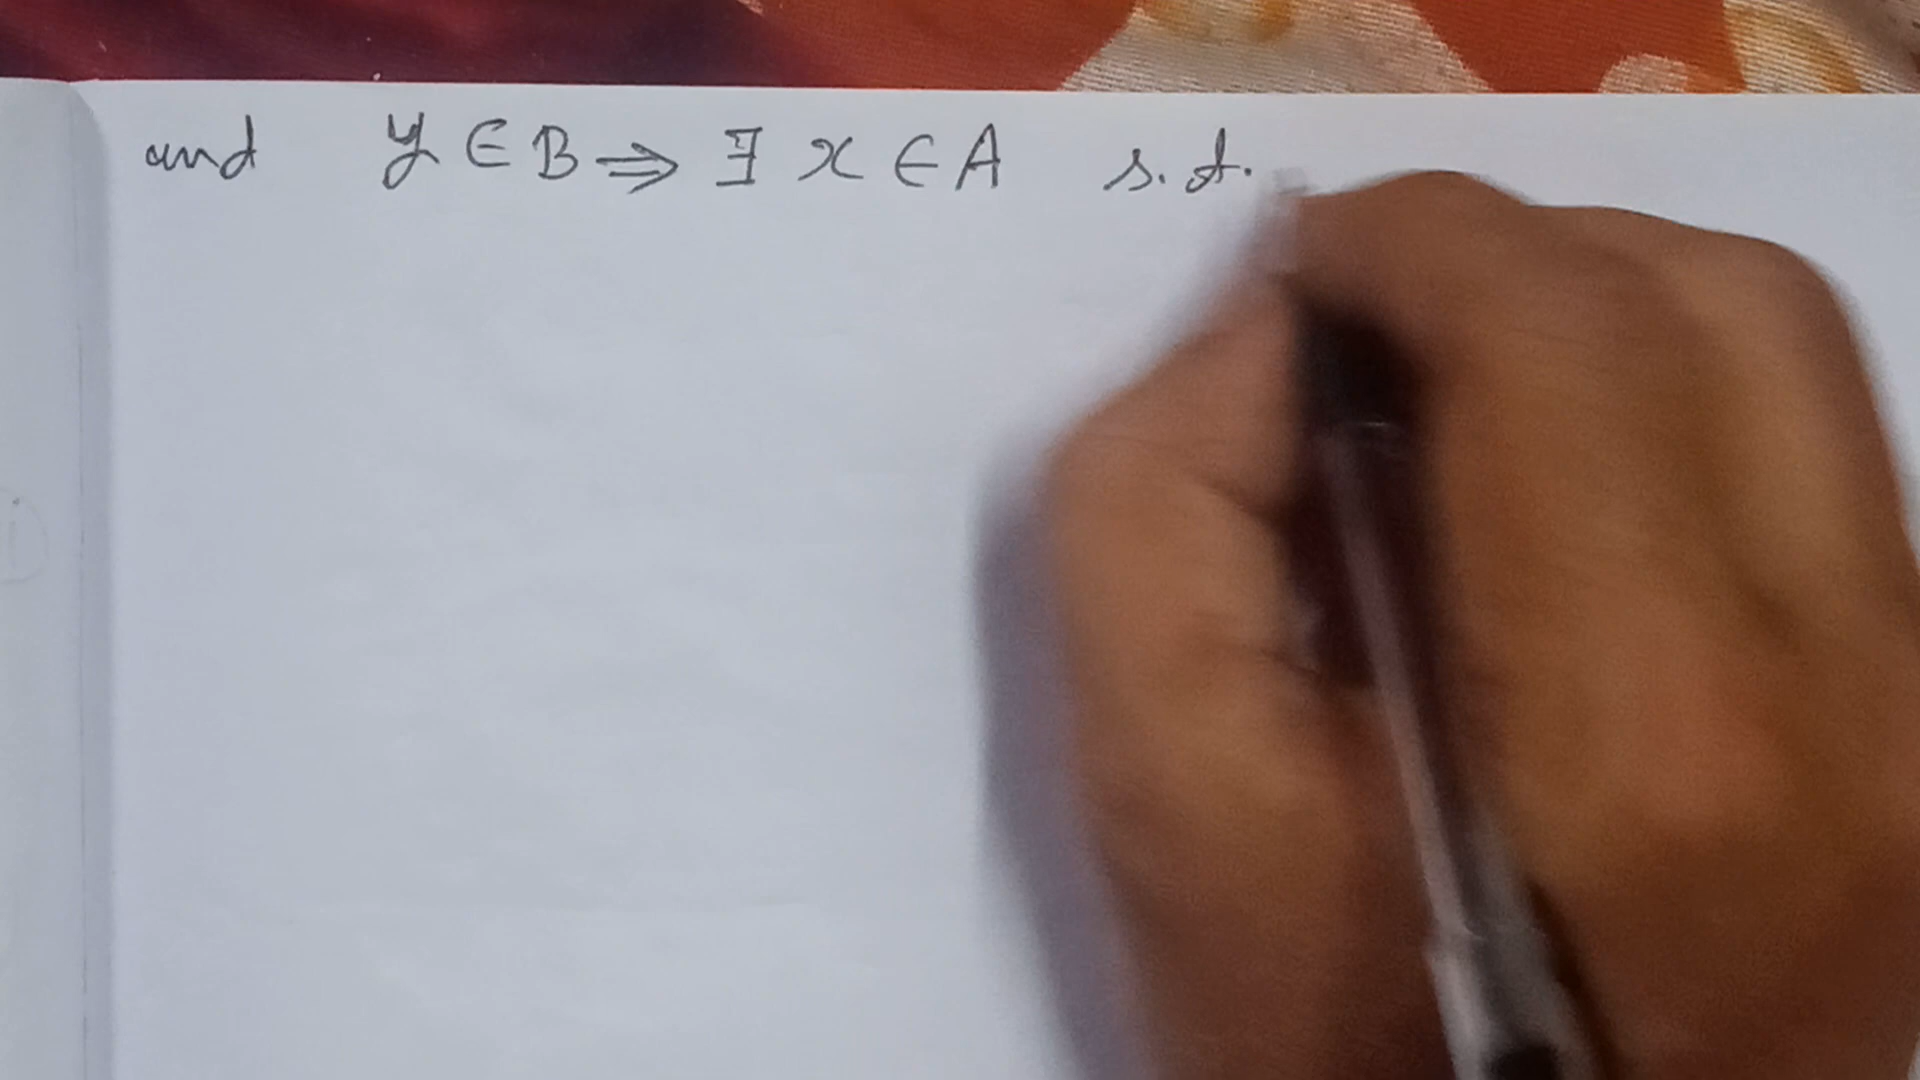 and y ∈ B ⇒ ∃ x ∈ A s.t.